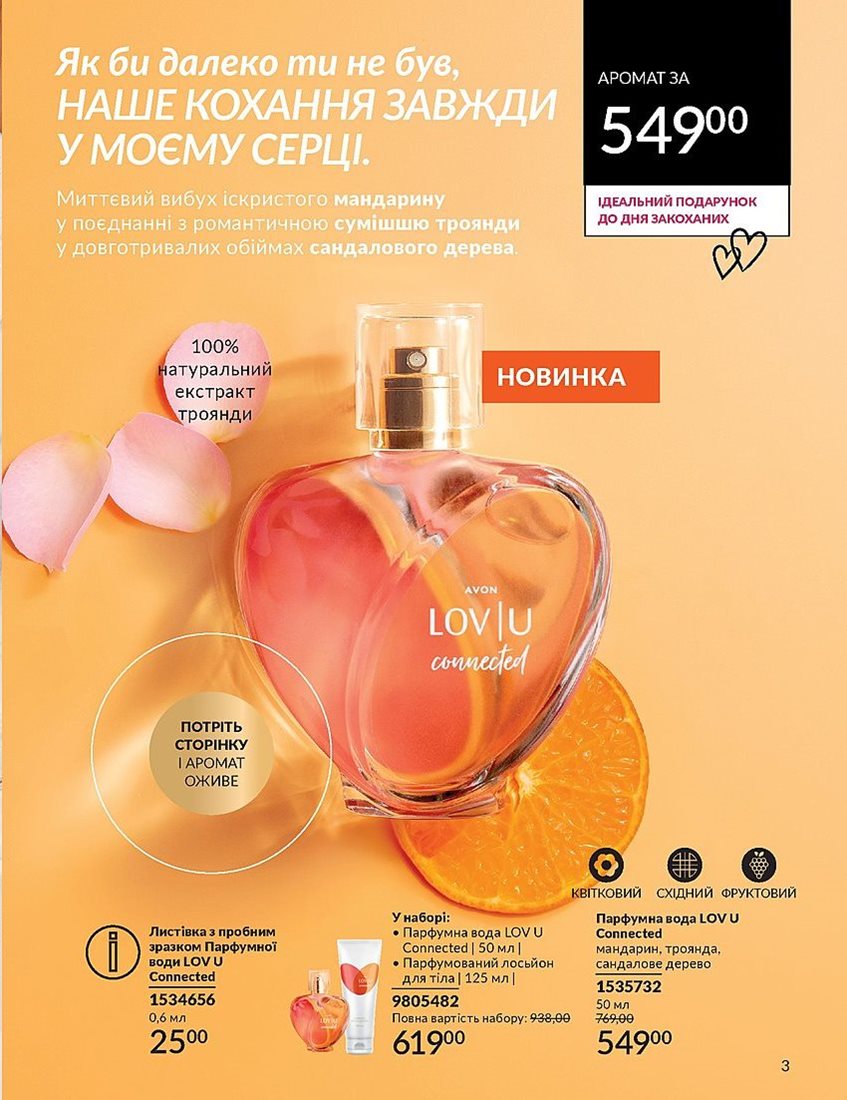 Як би далеко ти не був,
НАШЕ КОХАННЯ ЗАВЖДИ
У МОЄМУ СЕРЦІ.
Миттєвий вибух іскристого мандарину
у поєднанні з романтичною сумішшю троянди
у довготривалих обіймах сандалового дерева.
АРОМАТ ЗА
549⁰⁰
ІДЕАЛЬНИЙ ПОДАРУНОК
ДО ДНЯ ЗАКОХАНИХ
100%
натуральний
екстракт
троянди
НОВИНКА
AVON
LOV|U
connected
ПОТРІТЬ
СТОРІНКУ
І АРОМАТ
ОЖИВЕ
КВІТКОВИЙ СХІДНИЙ ФРУКТОВИЙ
Листівка з пробним
зразком Парфумної
води LOV U
Connected
1534656
0,6 мл
25⁰⁰
LOV|U
connected
LOV|U
У наборі:
• Парфумна вода LOV U
Connected | 50 мл |
• Парфумований лосьйон
для тіла | 125 мл |
9805482
Повна вартість набору: 938,00
619⁰⁰
Парфумна вода LOV U
Connected
мандарин, троянда,
сандалове дерево
1535732
50 мл
769,00
549⁰⁰
3